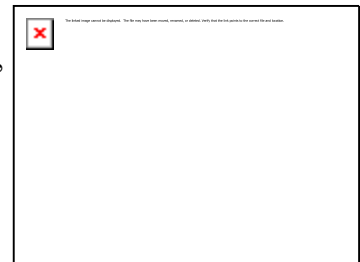 The linked image cannot be displayed. The file may have been moved, renamed, or deleted. Verify that the link points to the correct file and location.